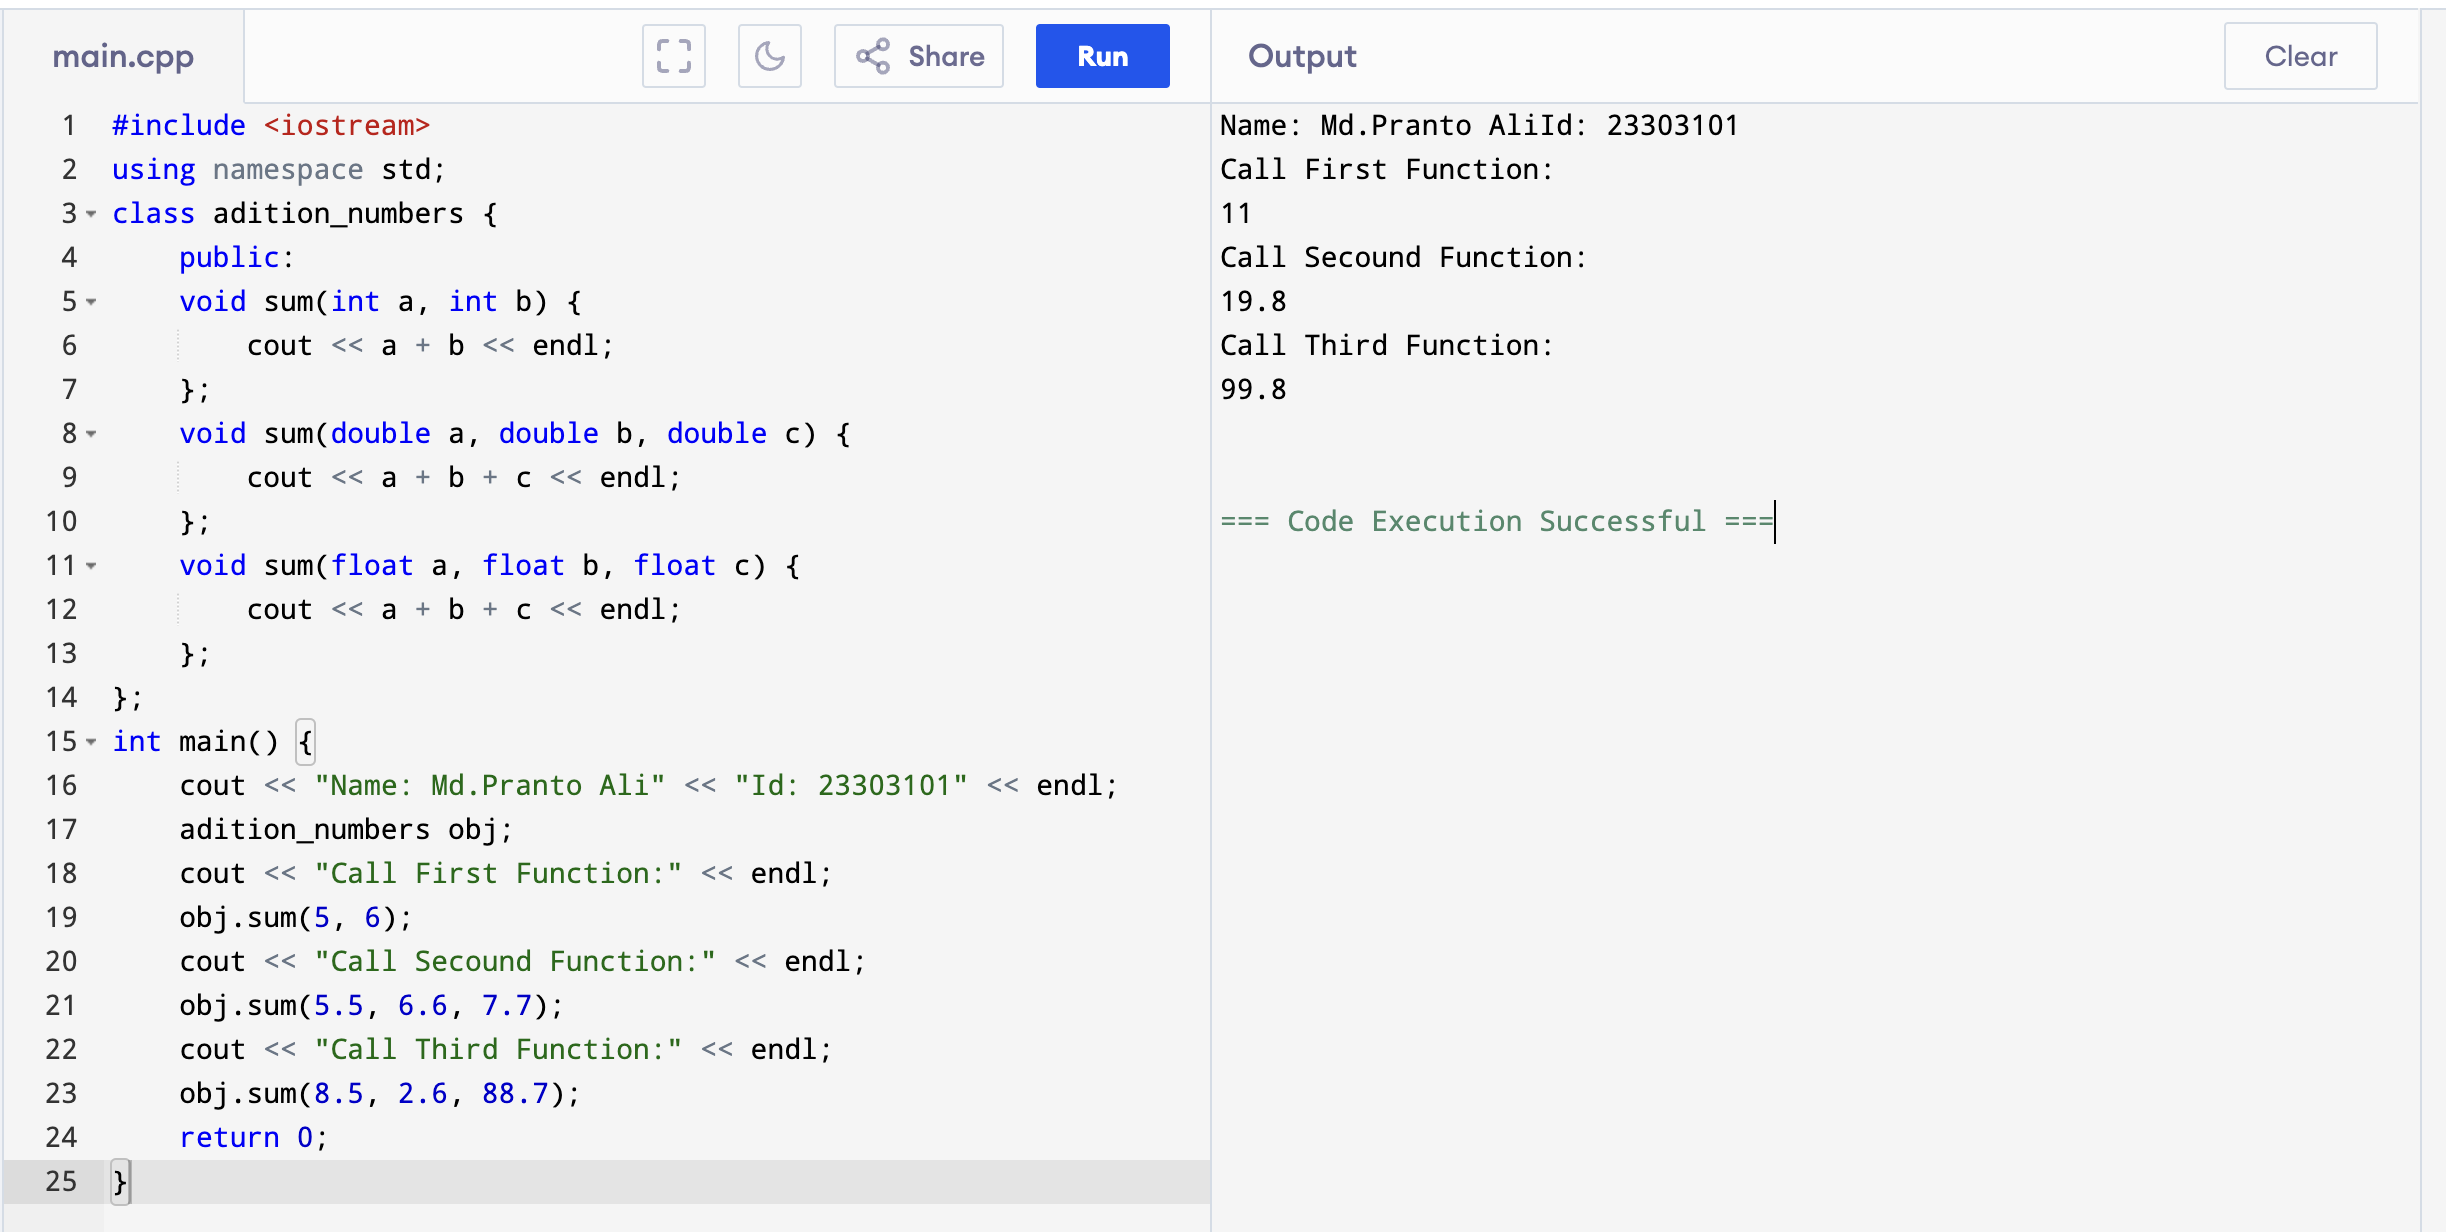 main.cpp
Share
Run
Output
Clear
1 #include <iostream>
2 using namespace std;
3 class adition_numbers {
4     public:
5     void sum(int a, int b) {
6         cout << a + b << endl;
7     };
8     void sum(double a, double b, double c) {
9         cout << a + b + c << endl;
10     };
11     void sum(float a, float b, float c) {
12         cout << a + b + c << endl;
13     };
14 };
15 int main() {
16     cout << "Name: Md.Pranto Ali" << "Id: 23303101" << endl;
17     adition_numbers obj;
18     cout << "Call First Function:" << endl;
19     obj.sum(5, 6);
20     cout << "Call Secound Function:" << endl;
21     obj.sum(5.5, 6.6, 7.7);
22     cout << "Call Third Function:" << endl;
23     obj.sum(8.5, 2.6, 88.7);
24     return 0;
25 }
Name: Md.Pranto AliId: 23303101
Call First Function:
11
Call Secound Function:
19.8
Call Third Function:
99.8
=== Code Execution Successful ===